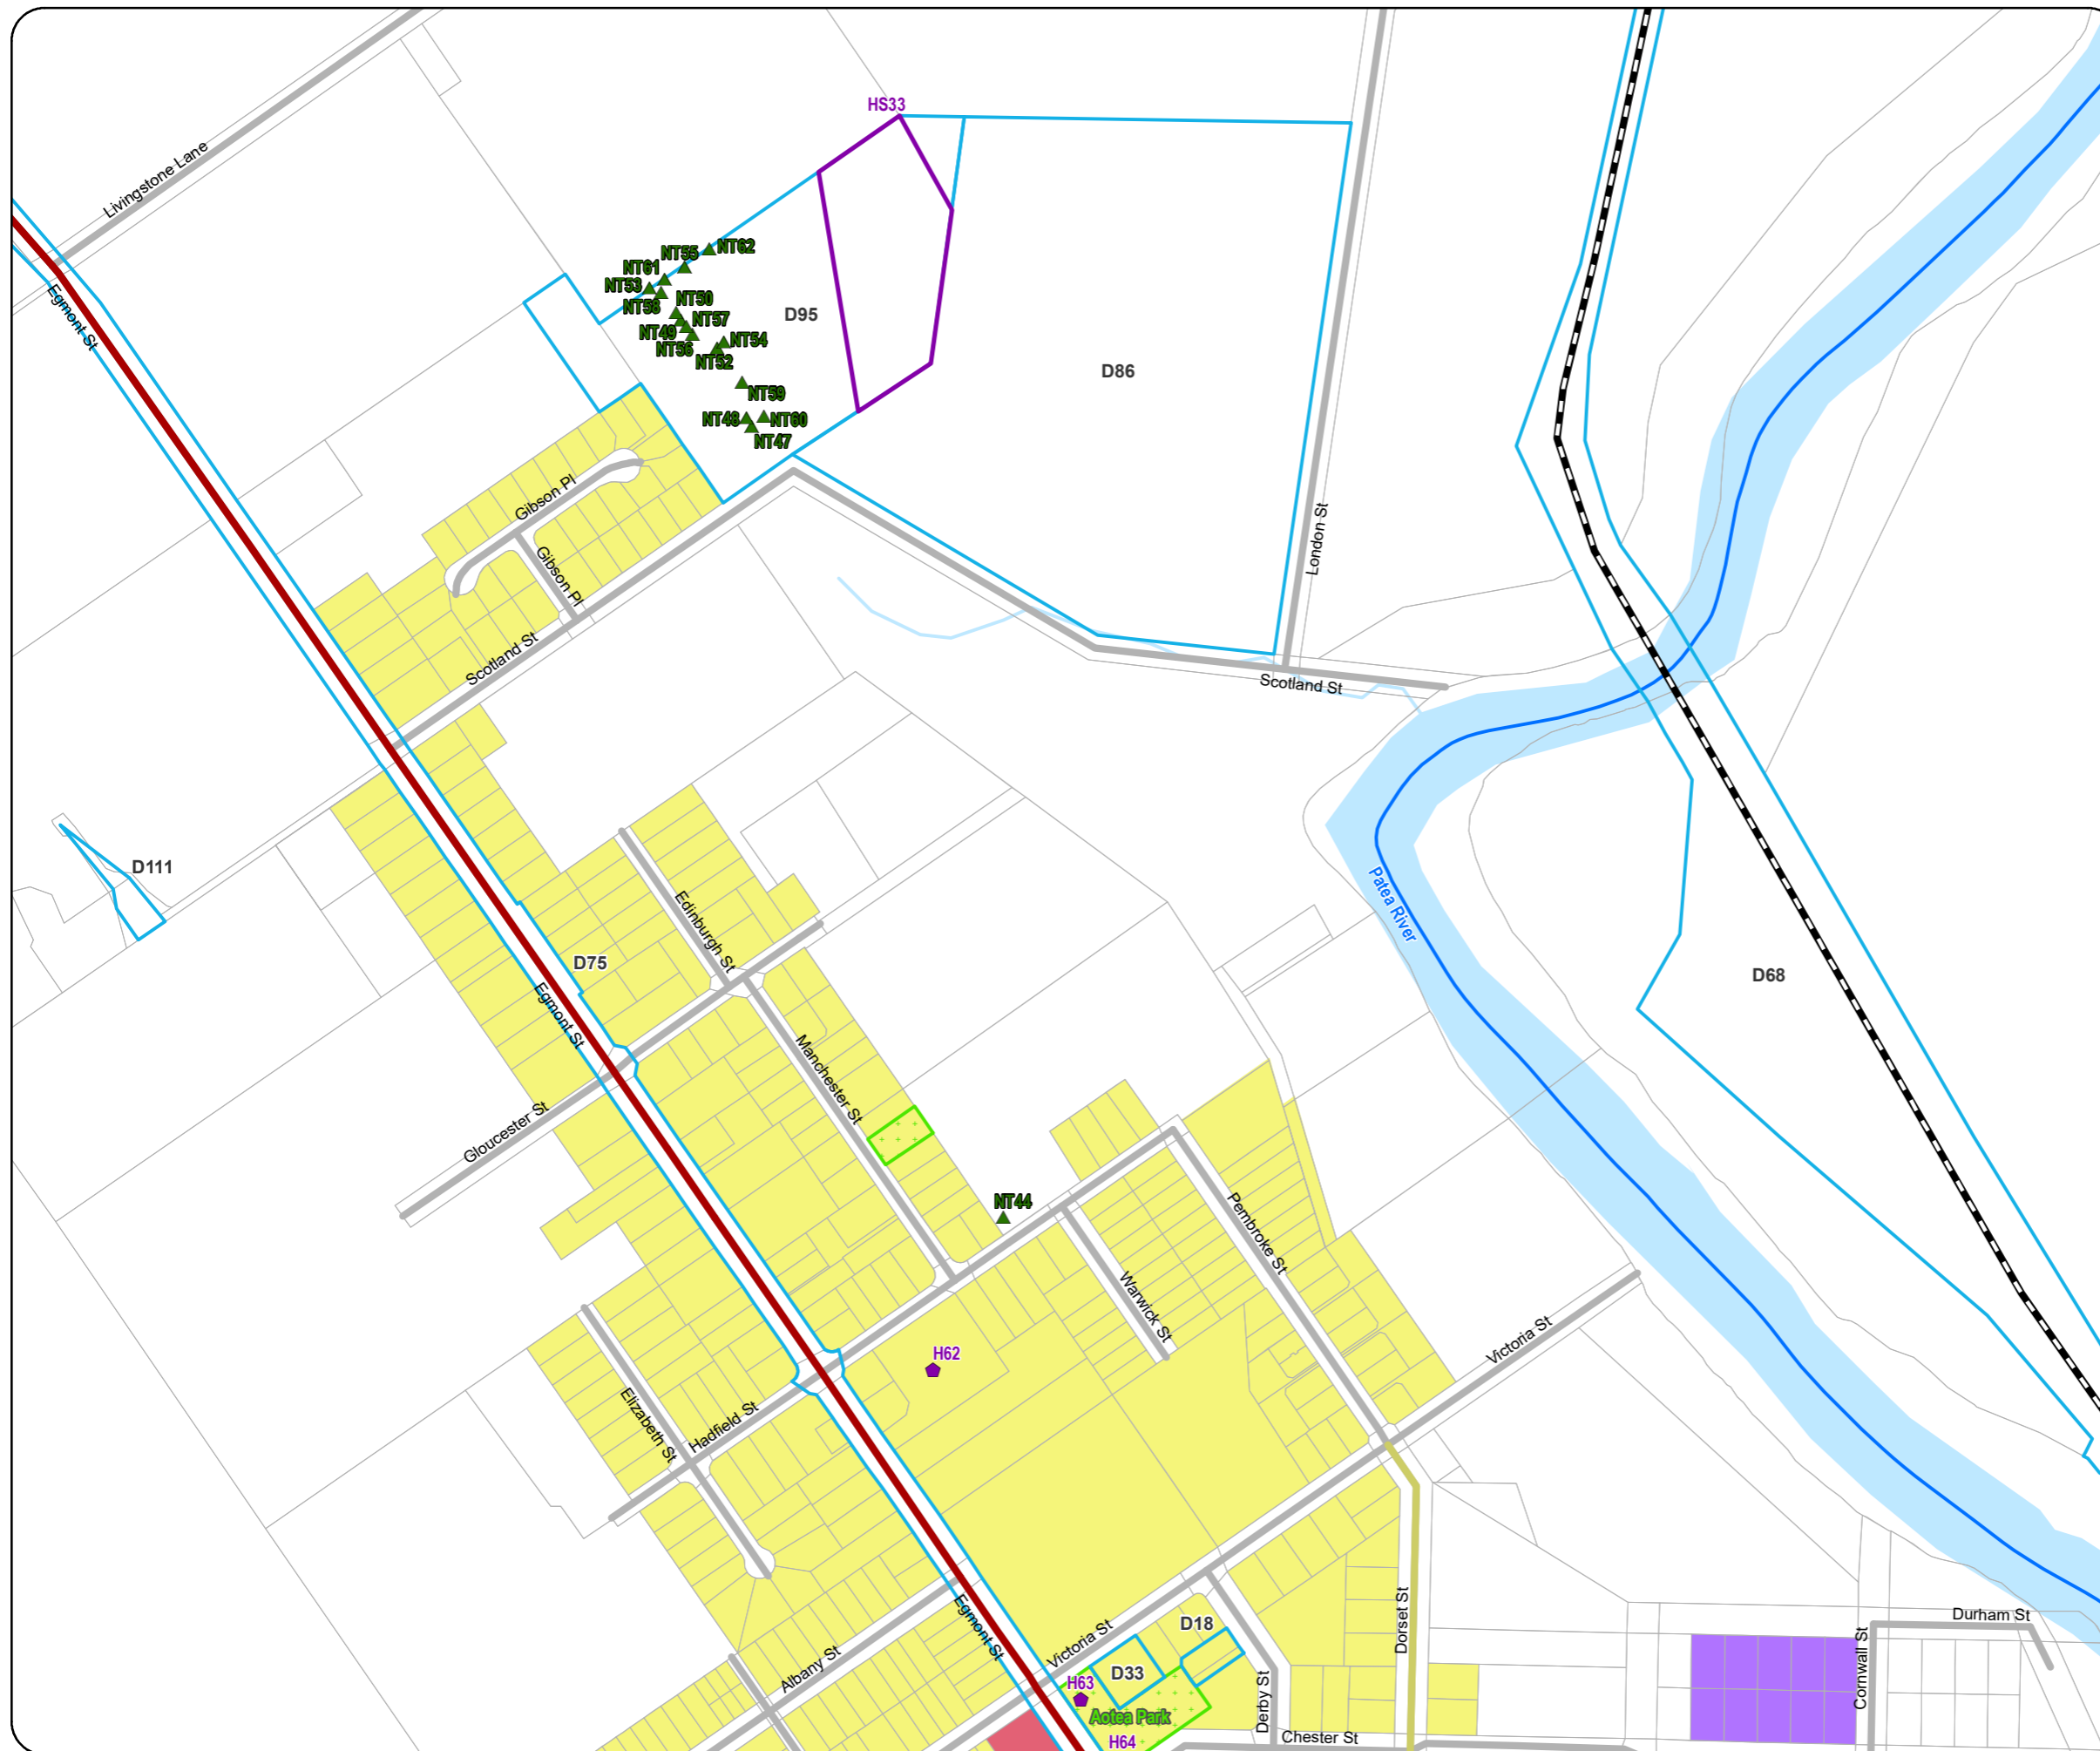 HS33
Livingstone Lane
NT62
NT55
NT61
NT53
NT50
NT58
NT57
NT49
NT54
NT56
NT52
D95
D86
NT59
NT48
NT60
NT47
Egmont St
Gibson Pl
Gibson Pl
London St
Scotland St
Scotland St
D111
Patea River
Edinburgh St
D75
D68
Egmont St
Manchester St
Gloucester St
NT44
Pembroke St
Warwick St
H62
Victoria St
Elizabeth St
Hadfield St
Egmont St
Dorset St
Durham St
D18
Victoria St
Cornwall St
Albany St
D33
H63
Derby St
Aotea Park
Chester St
H64